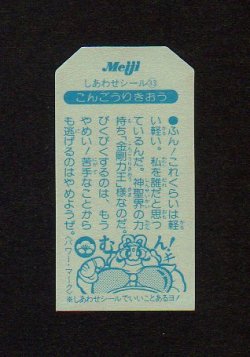 Meiji
しあわせシール43
こんごうりきおう
●ふん!これぐらいは軽
い軽い。私を誰だと思っ
ているんだ。神聖界の力
持ち、「金剛力王」様なのだ。
びくびくするのは、もう
やめい!苦手なことから
も逃げるのはやめようぜ。
(パワー・マーク)
むん!
※しあわせシールでいいことあるヨ!